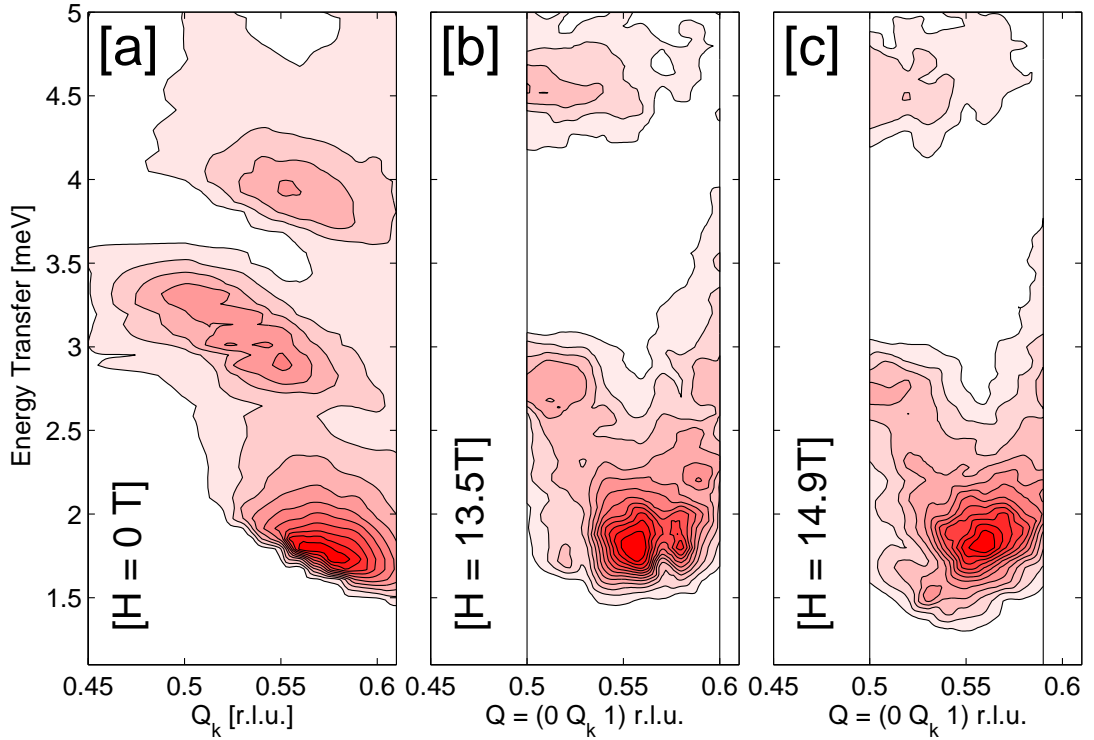 [a]
[b]
[c]
5
4.5
4
3.5
3
2.5
2
1.5
Energy Transfer [meV]
[H = 0 T]
[H = 13.5T]
[H = 14.9T]
0.45 0.5 0.55 0.6
0.45 0.5 0.55 0.6
0.45 0.5 0.55 0.6
Q_k [r.l.u.]
Q = (0 Q_k 1) r.l.u.
Q = (0 Q_k 1) r.l.u.